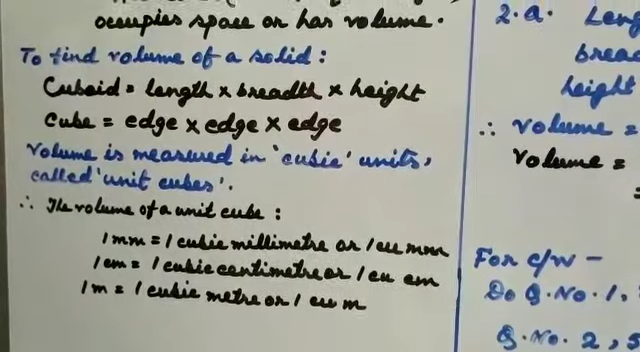 occupies space or has volume.
To find volume of a solid:
Cuboid = length × breadth × height
Cube = edge × edge × edge
Volume is measured in 'cubic' units,
called 'unit cubes'.
∴ The volume of a unit cube:
1 mm = 1 cubic millimetre or 1 cu mm
1 cm = 1 cubic centimetre or 1 cu cm
1 m = 1 cubic metre or 1 cu m
2. a.
height
∴ volume =
volume =
=
For c/w -
Do Q. No. 1,
Q. No. 2, 5